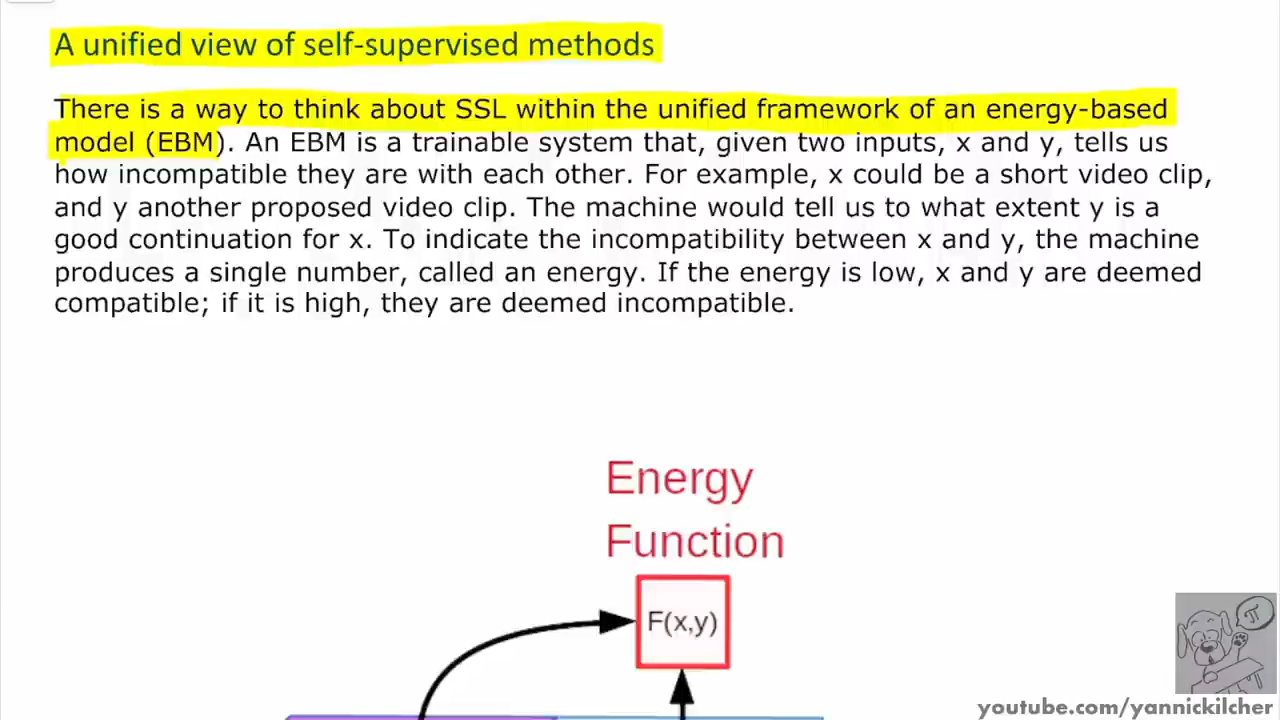 A unified view of self-supervised methods
There is a way to think about SSL within the unified framework of an energy-based
model (EBM). An EBM is a trainable system that, given two inputs, x and y, tells us
how incompatible they are with each other. For example, x could be a short video clip,
and y another proposed video clip. The machine would tell us to what extent y is a
good continuation for x. To indicate the incompatibility between x and y, the machine
produces a single number, called an energy. If the energy is low, x and y are deemed
compatible; if it is high, they are deemed incompatible.
Energy
Function
F(x,y)
π
youtube.com/yannickilcher